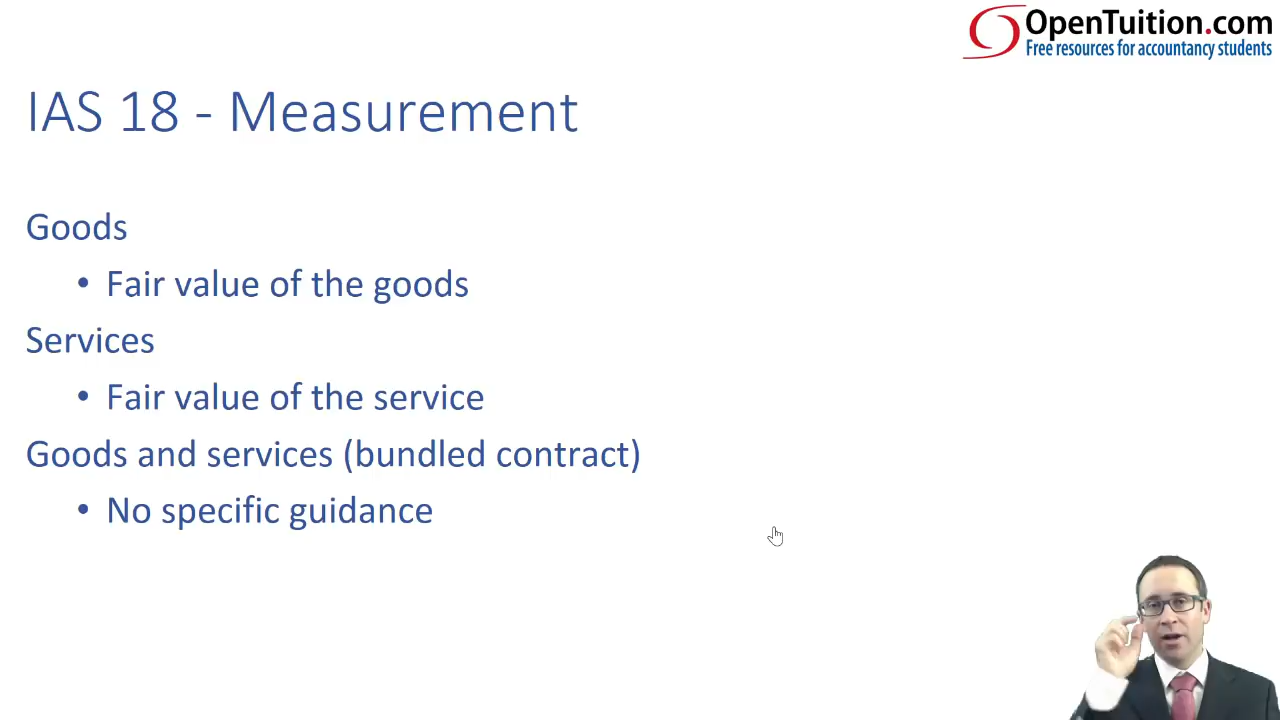 OpenTuition.com
Free resources for accountancy students
IAS 18 - Measurement
Goods
• Fair value of the goods
Services
• Fair value of the service
Goods and services (bundled contract)
• No specific guidance